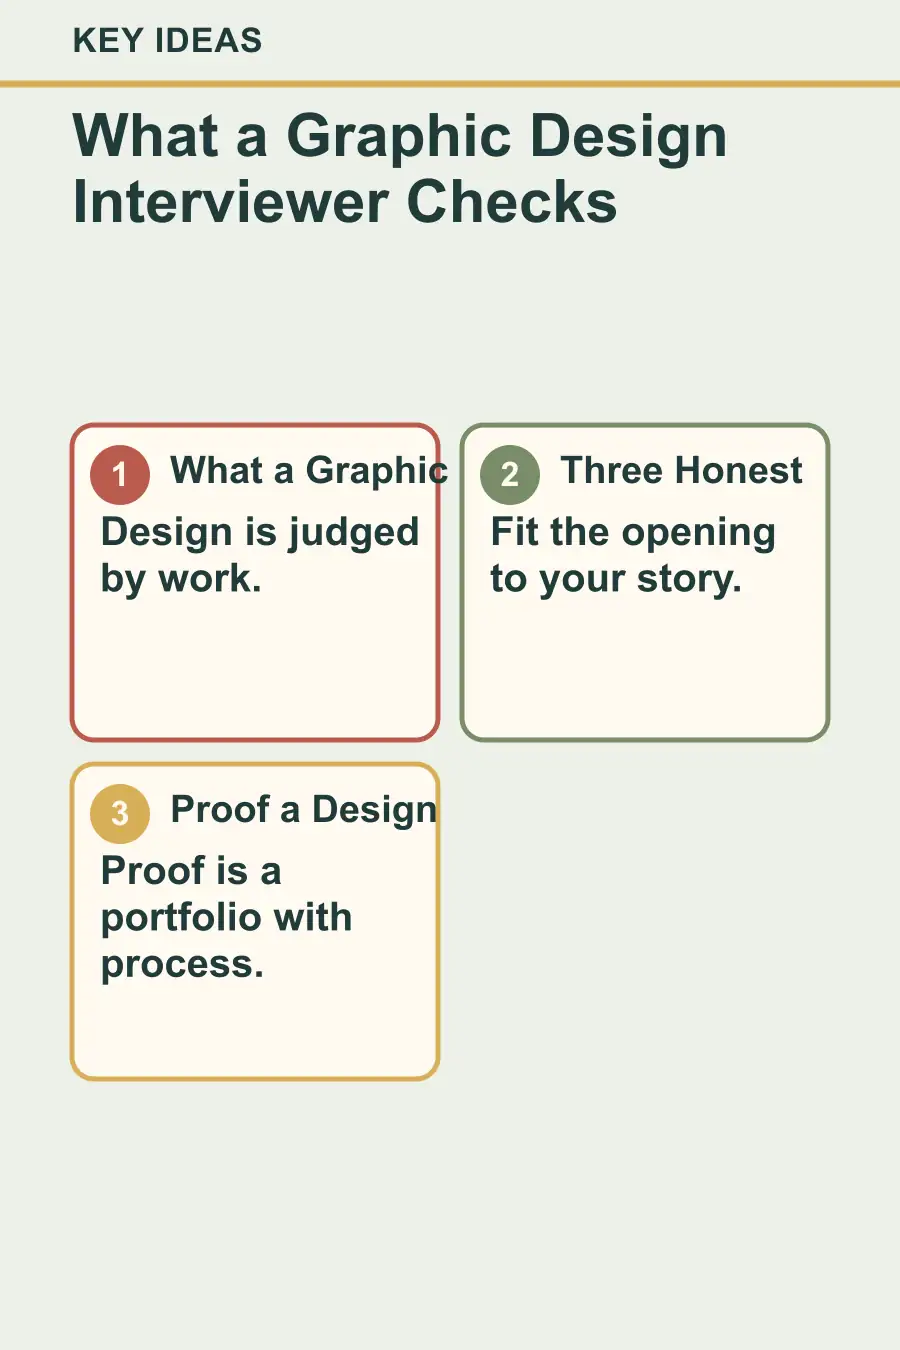 KEY IDEAS
What a Graphic Design
Interviewer Checks
1 What a Graphic
Design is judged
by work.
2 Three Honest
Fit the opening
to your story.
3 Proof a Design
Proof is a
portfolio with
process.